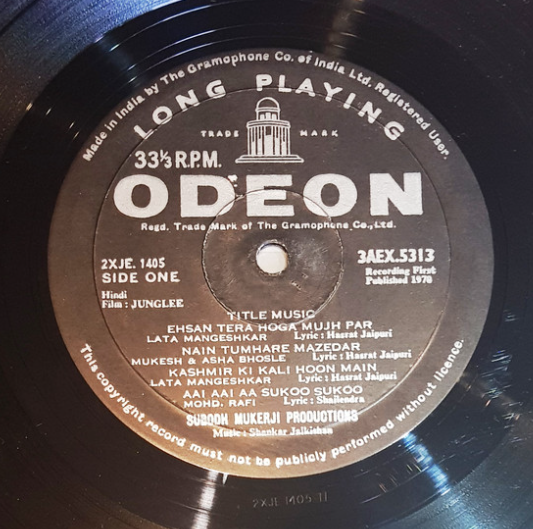 Made in India by The Gramophone Co. of India Ltd. Registered User.
LONG PLAYING
TRADE MARK
33⅓ R.P.M.
ODEON
Regd. Trade Mark of The Gramophone Co., Ltd.
2XJE. 1405
SIDE ONE
3AEX.5313
Recording First
Published 1970
Hindi
Film : JUNGLEE
TITLE MUSIC
EHSAN TERA HOGA MUJH PAR
LATA MANGESHKAR Lyric : Hasrat Jaipuri
NAIN TUMHARE MAZEDAR
MUKESH & ASHA BHOSLE Lyric : Hasrat Jaipuri
KASHMIR KI KALI HOON MAIN
LATA MANGESHKAR Lyric : Hasrat Jaipuri
AAI AAI AA SUKOO SUKOO
MOHD. RAFI Lyric : Shailendra
SUBODH MUKERJI PRODUCTIONS
Music : Shankar Jaikishan
This copyright record must not be publicly performed without licence.
2XJE 1405